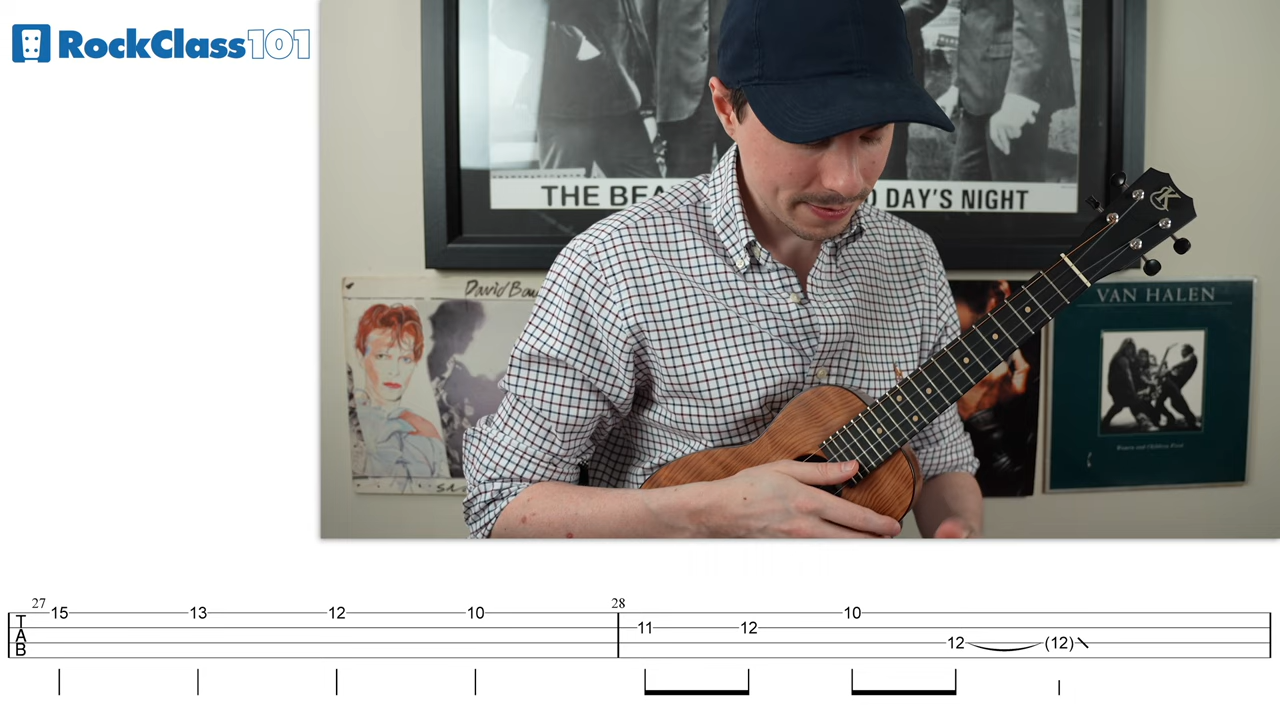 RockClass101
THE BEA
D DAY'S NIGHT
David Bow
VAN HALEN
27 28
15 13 12 10 10
T 11 12
A
B 12 (12)